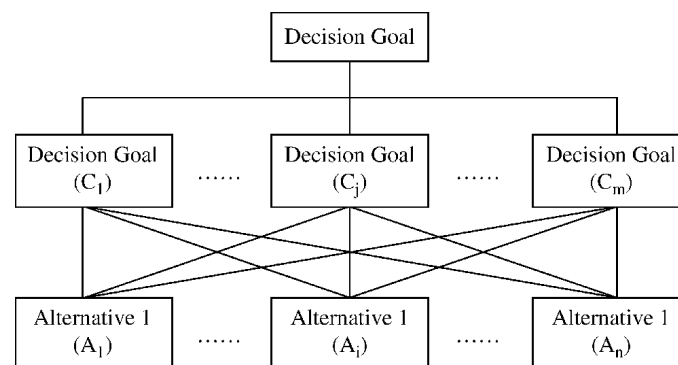 Decision Goal
Decision Goal Decision Goal Decision Goal
(C₁) ...... (Cⱼ) ...... (Cₘ)
Alternative 1 Alternative 1 Alternative 1
(A₁) ...... (Aᵢ) ...... (Aₙ)